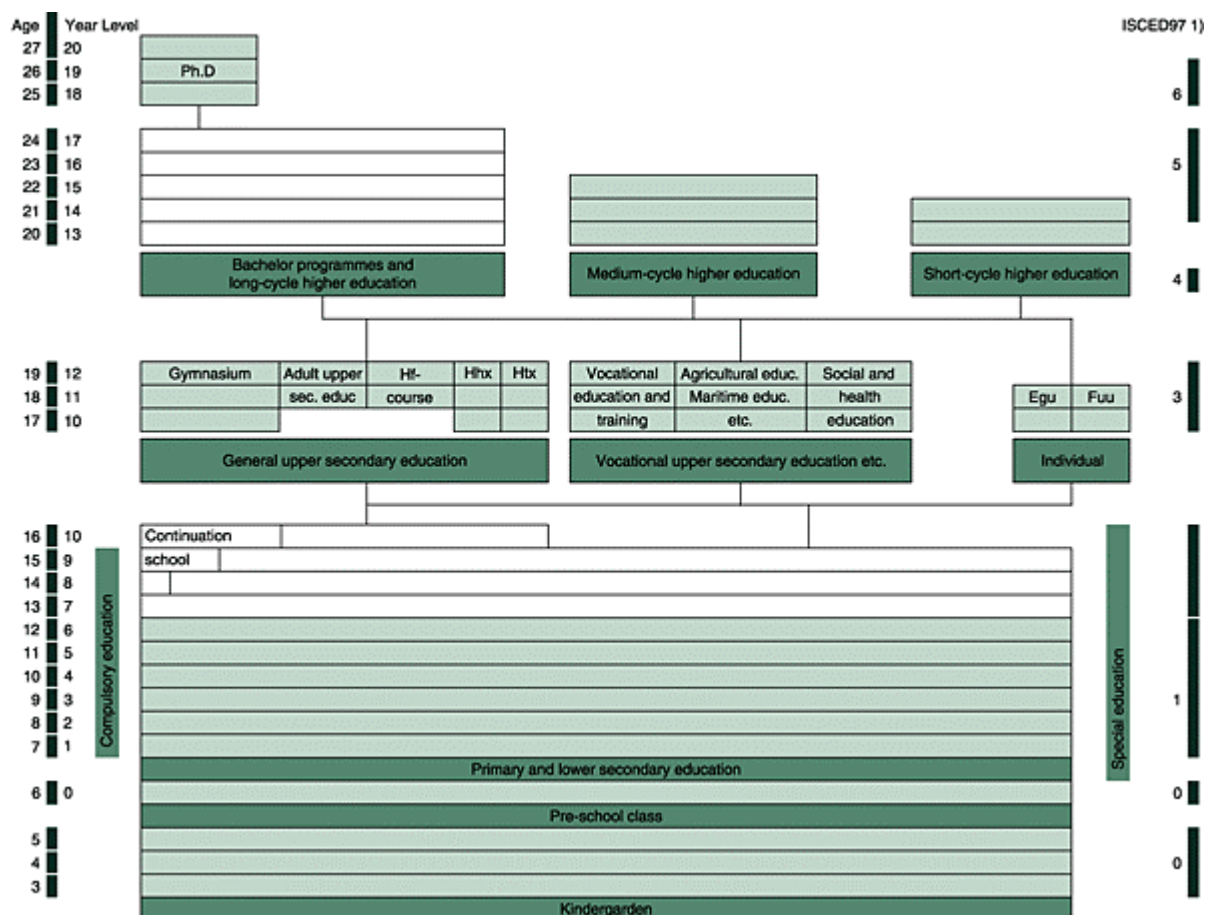 Age Year Level ISCED97 1)
27 20
26 19 Ph.D
25 18 6
24 17
23 16 5
22 15
21 14
20 13
Bachelor programmes and
long-cycle higher education
Medium-cycle higher education
Short-cycle higher education
4
19 12 Gymnasium Adult upper Hf- Hhx Htx Vocational Agricultural educ. Social and
18 11 sec. educ course education and Maritime educ. health Egu Fuu 3
17 10 training etc. education
General upper secondary education Vocational upper secondary education etc. Individual
16 10 Continuation
15 9 school
14 8
13 7
12 6
11 5
10 4
9 3 1
8 2
7 1
Compulsory education
Special education
Primary and lower secondary education
6 0 0
Pre-school class
5
4 0
3
Kindergarden